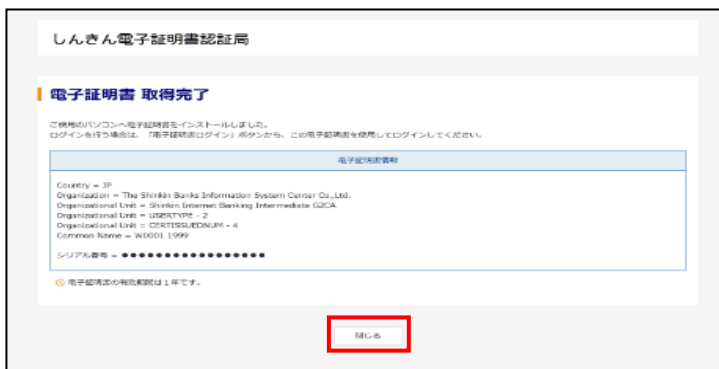 しんきん電子証明書認証局
電子証明書 取得完了
ご使用のパソコンへ電子証明書をインストールしました。
ログインを行う場合は、「電子証明書ログイン」ボタンから、この電子証明書を使用してログインしてください。
電子証明書情報
Country = JP
Organization = The Shinkin Banks Information System Center Co.,Ltd.
Organizational Unit = Shinkin Internet Banking Intermediate G2CA
Organizational Unit = USERTYPE - 2
Organizational Unit = CERTISSUEDNUM - 4
Common Name = W0001 1999
シリアル番号 = ●●●●●●●●●●●●●●●●●
電子証明書の有効期限は1年です。
閉じる